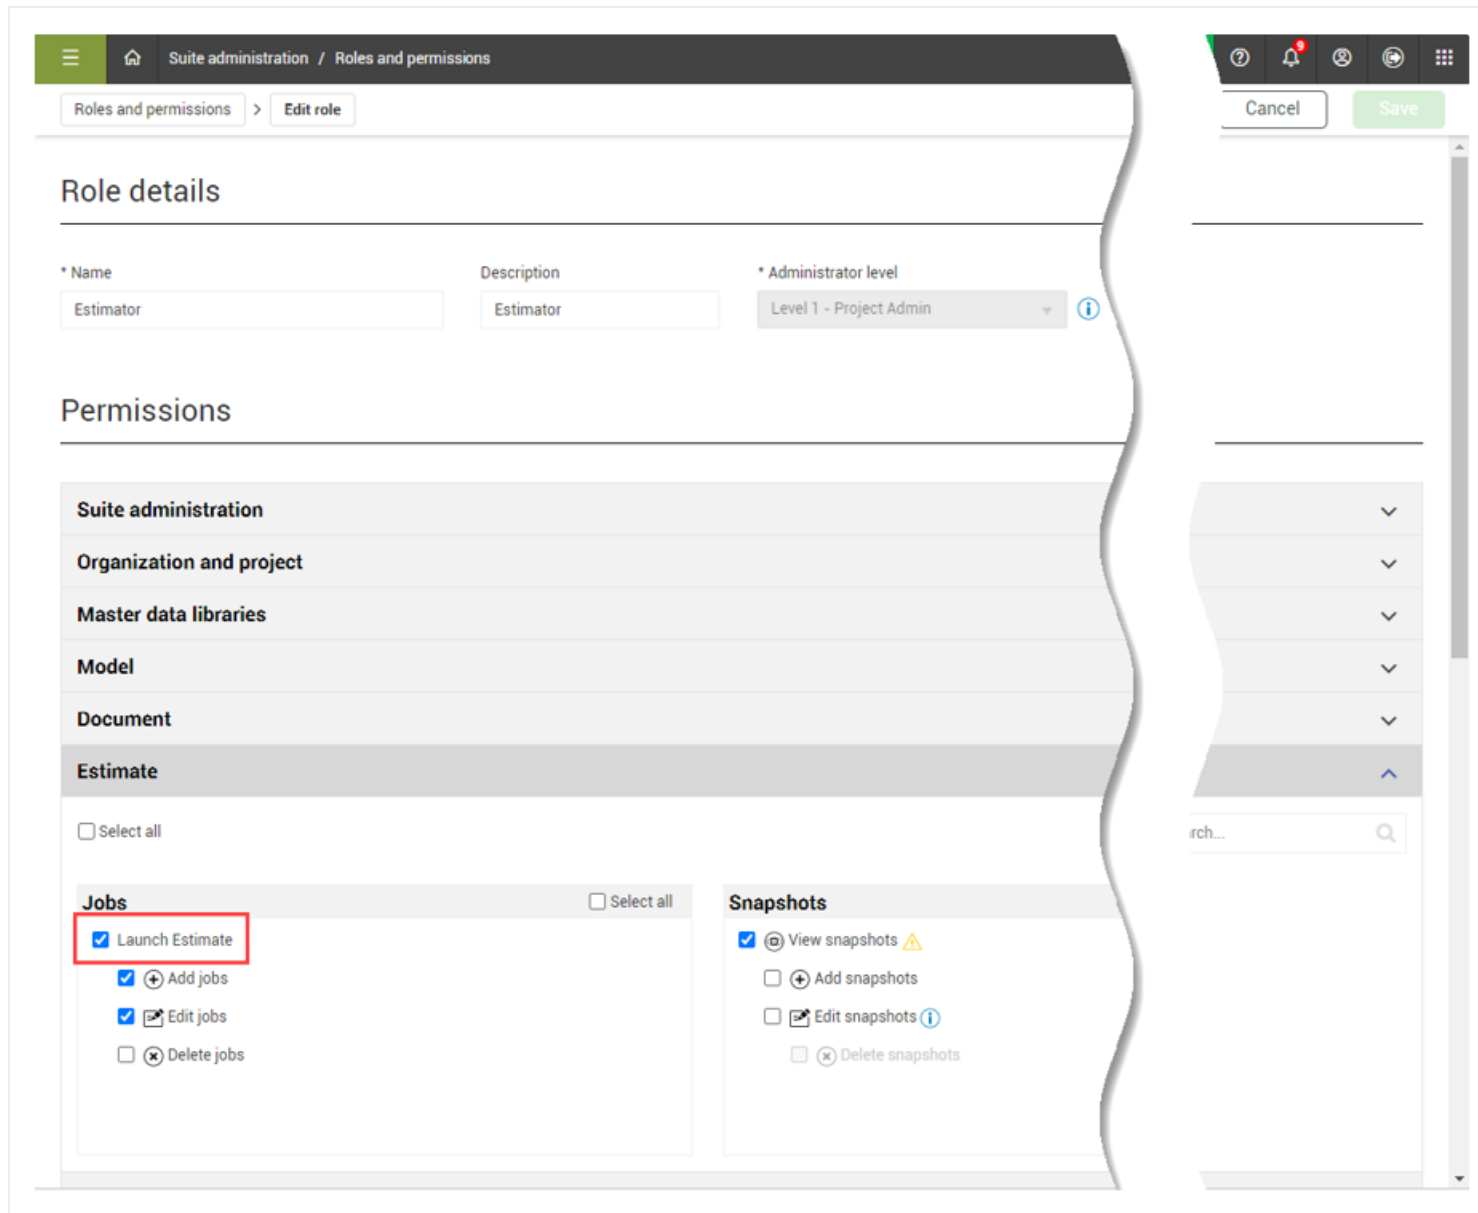 Suite administration / Roles and permissions
9
Roles and permissions > Edit role
Cancel
Save
Role details
* Name
Description
* Administrator level
Estimator
Estimator
Level 1 - Project Admin
Permissions
Suite administration
Organization and project
Master data libraries
Model
Document
Estimate
Select all
rch...
Jobs
Select all
Snapshots
Launch Estimate
View snapshots
Add jobs
Add snapshots
Edit jobs
Edit snapshots
Delete jobs
Delete snapshots